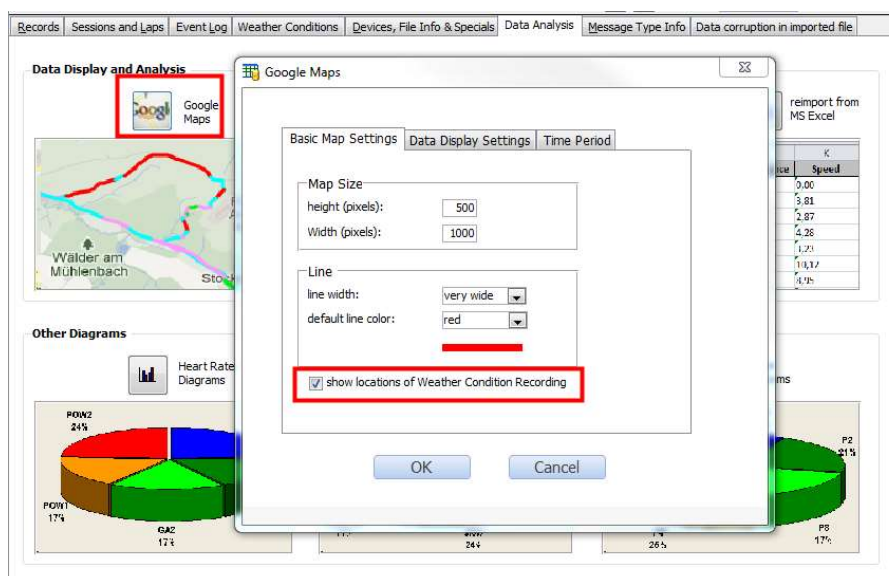 Records Sessions and Laps Event Log Weather Conditions Devices, File Info & Specials Data Analysis Message Type Info Data corruption in imported file
Data Display and Analysis
Google Maps
reimport from MS Excel
K
Speed
0,00
3,81
2,87
4,28
10,17
8,95
Wälder am
Mühlenbach
Google Maps
Basic Map Settings Data Display Settings Time Period
Map Size
height (pixels): 500
Width (pixels): 1000
Line
line width: very wide
default line color: red
show locations of Weather Condition Recording
OK Cancel
Other Diagrams
Heart Rate
Diagrams
POW2
24%
POW1
17%
GA2
17%
24%
26%
P2
21%
P8
17%